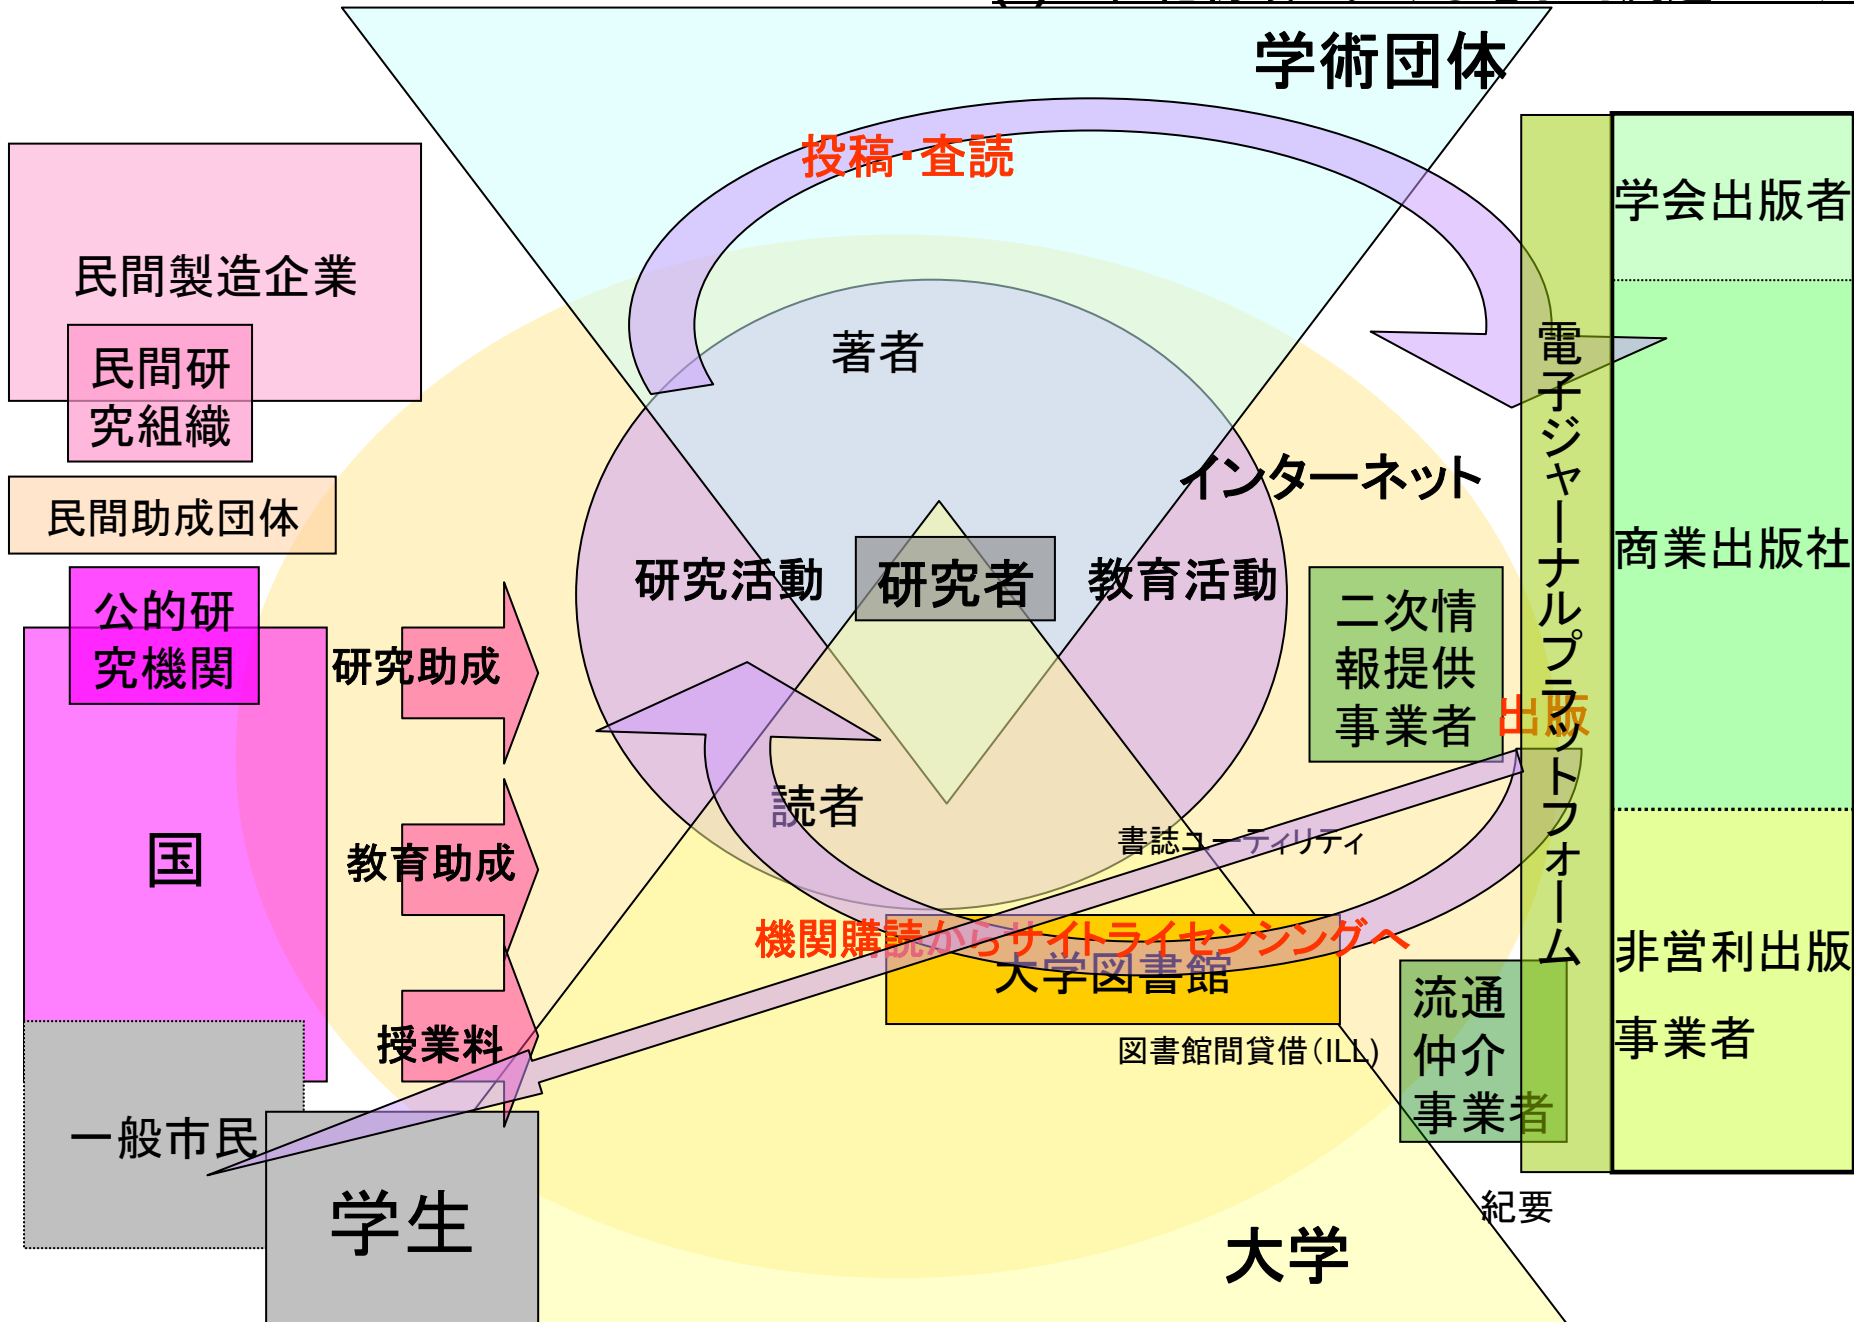 学術団体
投稿・査読
学会出版者
民間製造企業
著者
民間研
究組織
電子ジャーナルプラットフォーム
インターネット
民間助成団体
商業出版社
研究活動
研究者
教育活動
公的研
究機関
二次情
報提供
事業者
研究助成
出版
読者
書誌ユーティリティ
国
教育助成
機関購読からサイトライセンシングへ
大学図書館
非営利出版
事業者
流通
仲介
事業者
授業料
図書館間貸借(ILL)
一般市民
学生
紀要
大学